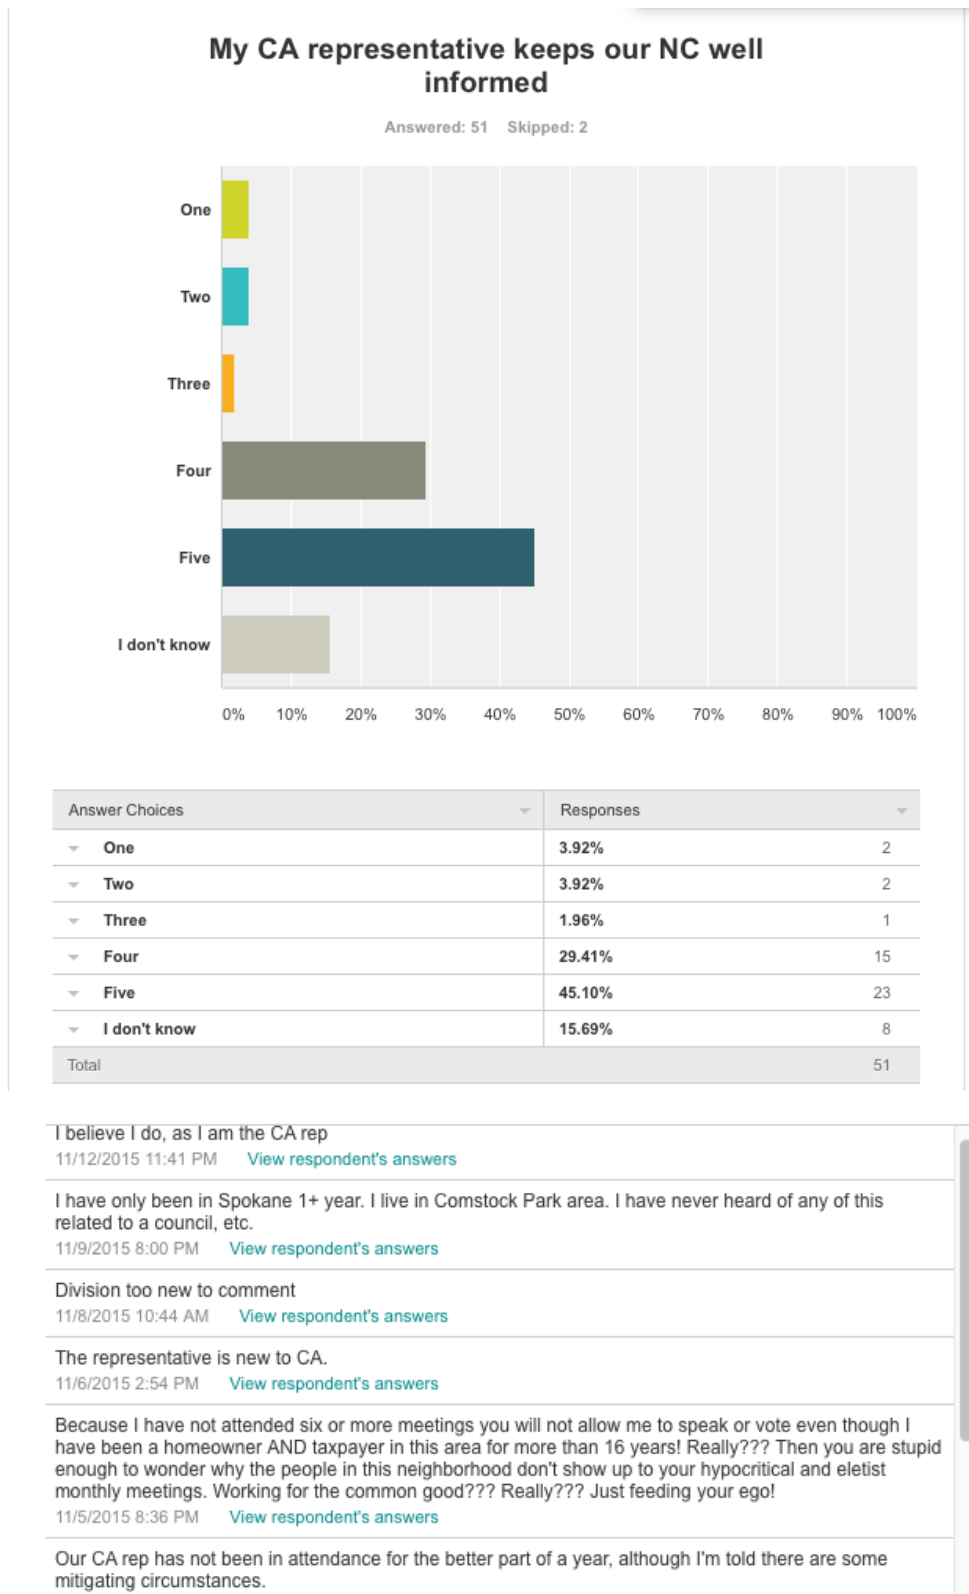 My CA representative keeps our NC well
informed
Answered: 51 Skipped: 2
One
Two
Three
Four
Five
I don't know
0% 10% 20% 30% 40% 50% 60% 70% 80% 90% 100%
Answer Choices Responses
One 3.92% 2
Two 3.92% 2
Three 1.96% 1
Four 29.41% 15
Five 45.10% 23
I don't know 15.69% 8
Total 51
I believe I do, as I am the CA rep
11/12/2015 11:41 PM View respondent's answers
I have only been in Spokane 1+ year. I live in Comstock Park area. I have never heard of any of this
related to a council, etc.
11/9/2015 8:00 PM View respondent's answers
Division too new to comment
11/8/2015 10:44 AM View respondent's answers
The representative is new to CA.
11/6/2015 2:54 PM View respondent's answers
Because I have not attended six or more meetings you will not allow me to speak or vote even though I
have been a homeowner AND taxpayer in this area for more than 16 years! Really??? Then you are stupid
enough to wonder why the people in this neighborhood don't show up to your hypocritical and eletist
monthly meetings. Working for the common good??? Really??? Just feeding your ego!
11/5/2015 8:36 PM View respondent's answers
Our CA rep has not been in attendance for the better part of a year, although I'm told there are some
mitigating circumstances.